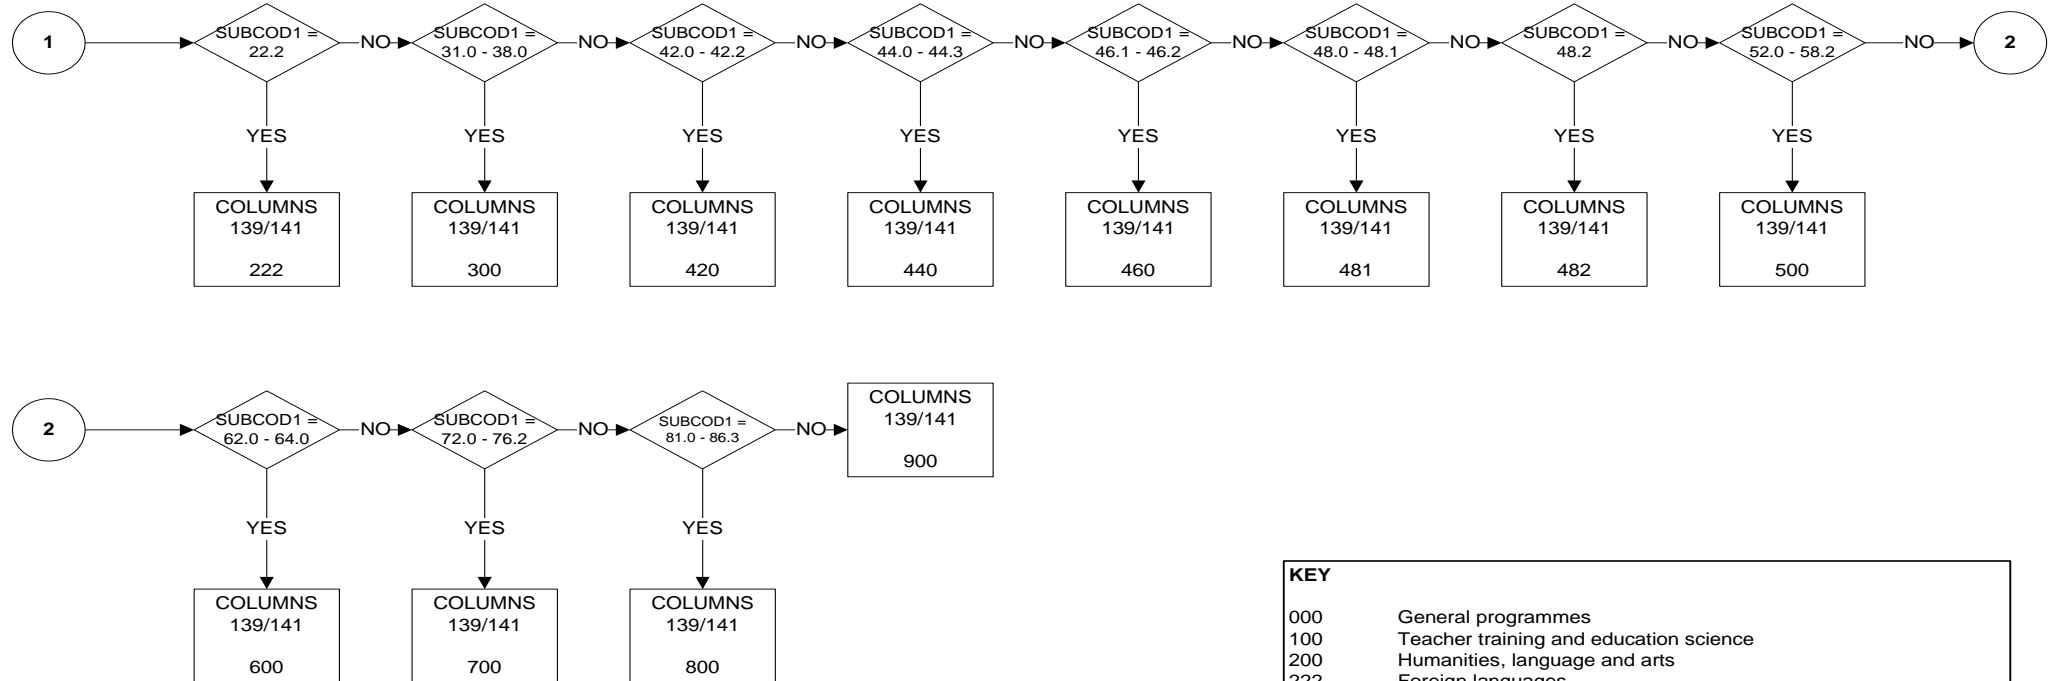 1
SUBCOD1 =
22.2
NO
SUBCOD1 =
31.0 - 38.0
NO
SUBCOD1 =
42.0 - 42.2
NO
SUBCOD1 =
44.0 - 44.3
NO
SUBCOD1 =
46.1 - 46.2
NO
SUBCOD1 =
48.0 - 48.1
NO
SUBCOD1 =
48.2
NO
SUBCOD1 =
52.0 - 58.2
NO
2
YES
YES
YES
YES
YES
YES
YES
YES
COLUMNS
139/141
222
COLUMNS
139/141
300
COLUMNS
139/141
420
COLUMNS
139/141
440
COLUMNS
139/141
460
COLUMNS
139/141
481
COLUMNS
139/141
482
COLUMNS
139/141
500
2
SUBCOD1 =
62.0 - 64.0
NO
SUBCOD1 =
72.0 - 76.2
NO
SUBCOD1 =
81.0 - 86.3
NO
COLUMNS
139/141
900
YES
YES
YES
COLUMNS
139/141
600
COLUMNS
139/141
700
COLUMNS
139/141
800
KEY
000 General programmes
100 Teacher training and education science
200 Humanities, language and arts
222 Foreign languages